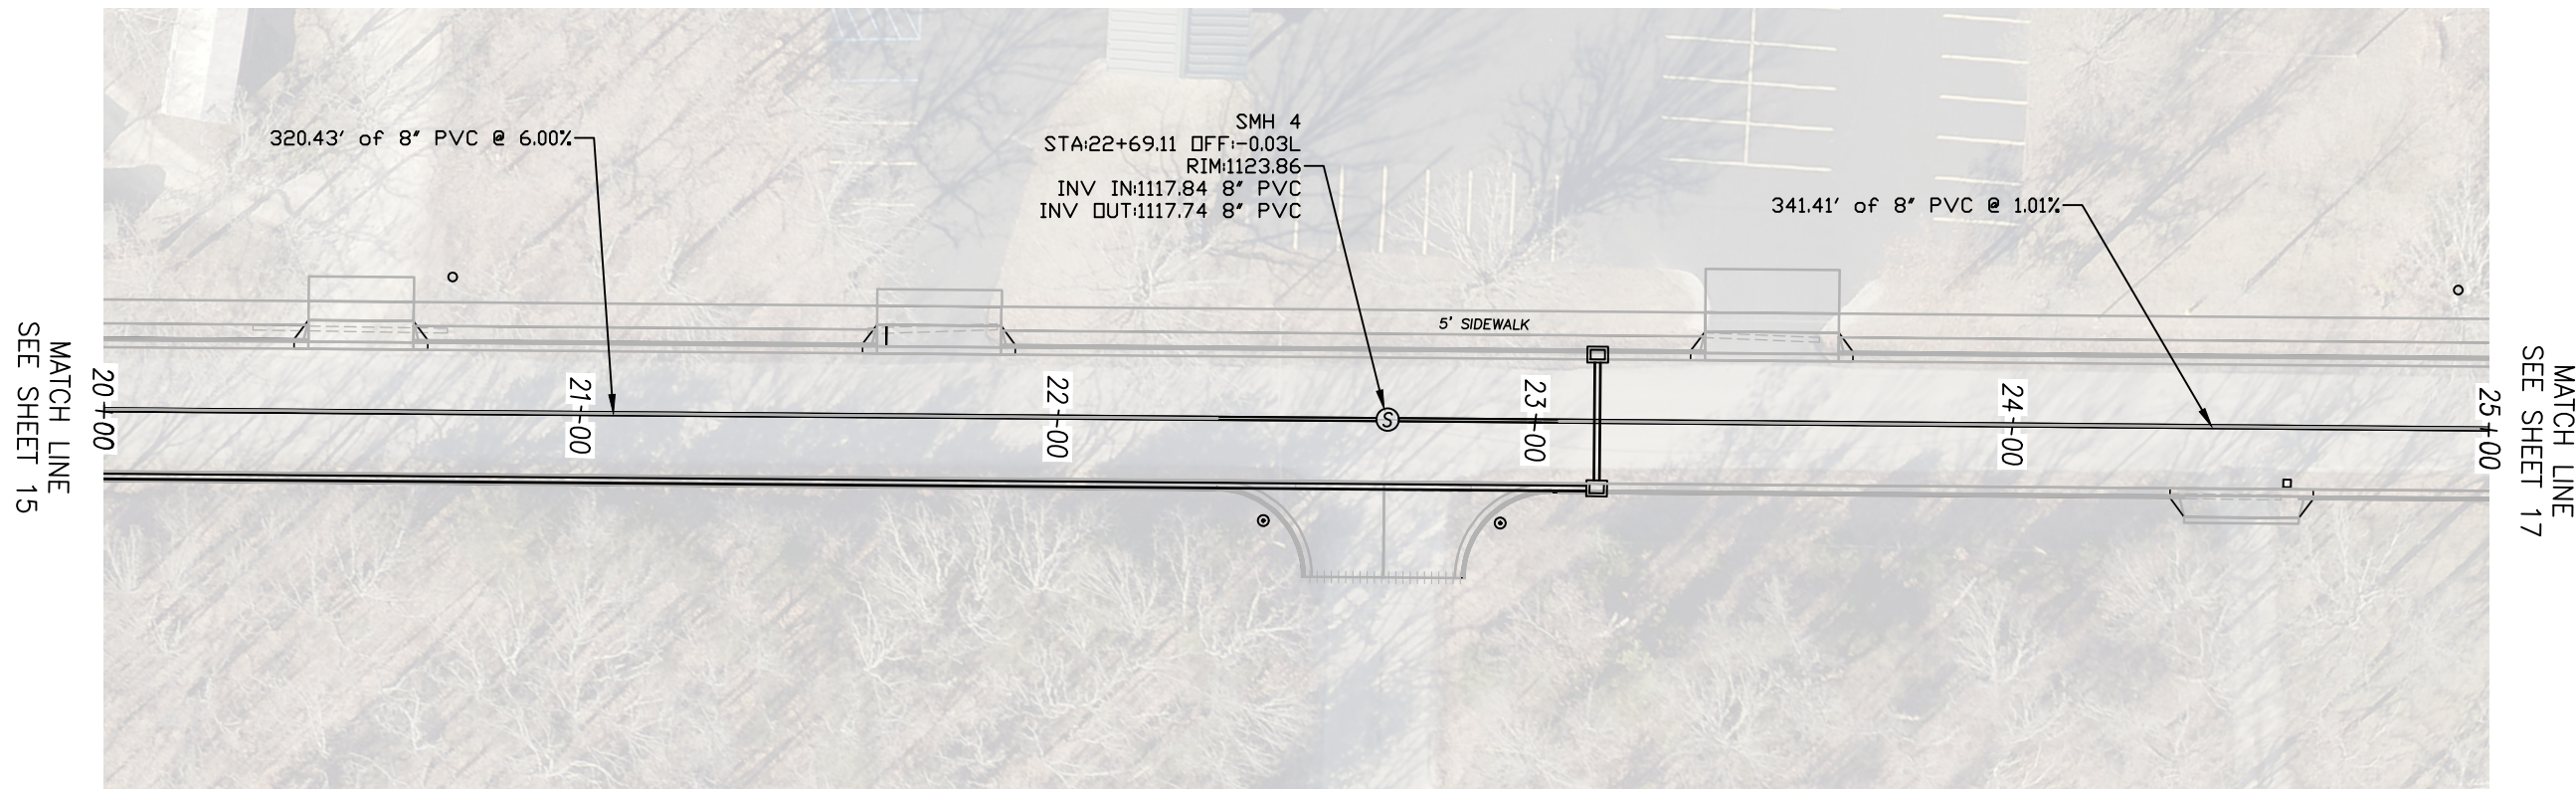 320.43' of 8" PVC @ 6.00%
SMH 4
STA:22+69.11 OFF:-0.03L
RIM:1123.86
INV IN:1117.84 8" PVC
INV OUT:1117.74 8" PVC
341.41' of 8" PVC @ 1.01%
5' SIDEWALK
MATCH LINE
SEE SHEET 15
20+00
21+00
22+00
S
23+00
24+00
25+00
MATCH LINE
SEE SHEET 17